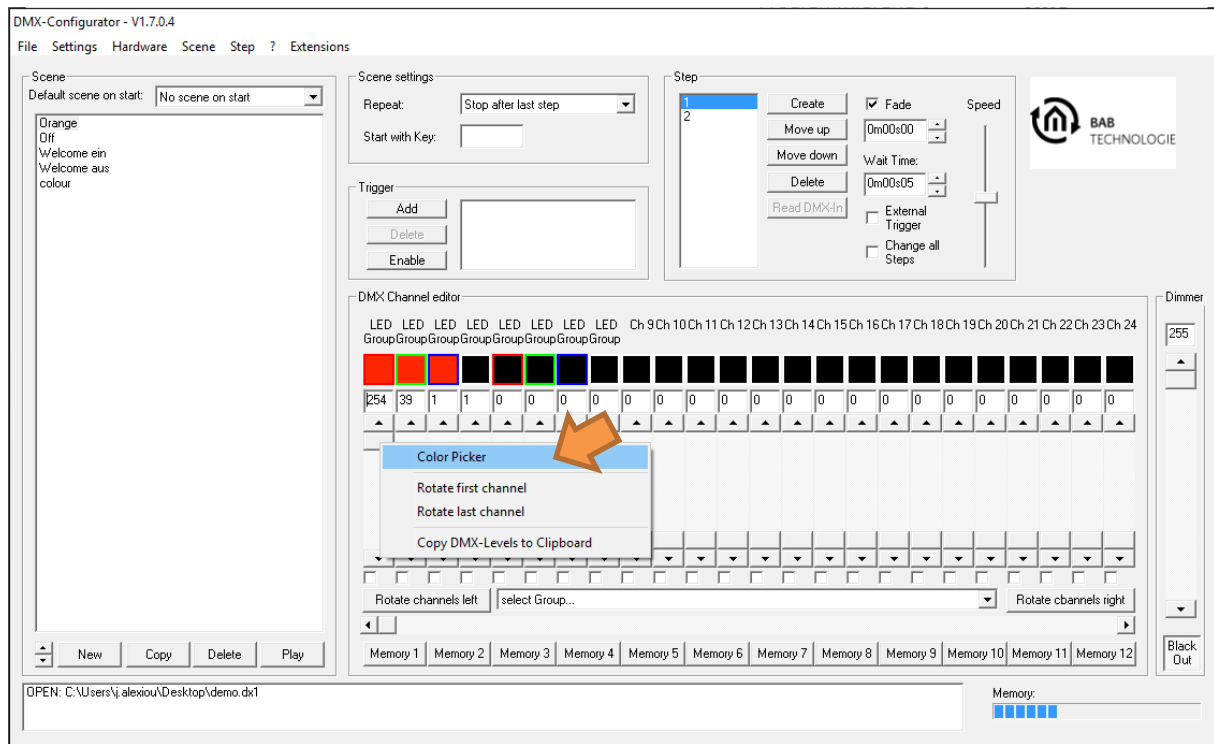 DMX-Configurator - V1.7.0.4
File Settings Hardware Scene Step ? Extensions
Scene
Default scene on start: No scene on start
Orange
Off
Welcome ein
Welcome aus
colour
New Copy Delete Play
Scene settings
Repeat: Stop after last step
Start with Key:
Trigger
Add
Delete
Enable
Step
1
2
Create
Move up
Move down
Delete
Read DMX-In
Fade
0m00s00
Wait Time:
0m00s05
External
Trigger
Change all
Steps
Speed
BAB
TECHNOLOGIE
DMX Channel editor
LED LED LED LED LED LED LED LED Ch 9 Ch 10 Ch 11 Ch 12 Ch 13 Ch 14 Ch 15 Ch 16 Ch 17 Ch 18 Ch 19 Ch 20 Ch 21 Ch 22 Ch 23 Ch 24
Group Group Group Group Group Group Group Group
254 39 1 1 0 0 0 0 0 0 0 0 0 0 0 0 0 0 0 0 0 0 0 0
Color Picker
Rotate first channel
Rotate last channel
Copy DMX-Levels to Clipboard
Rotate channels left select Group... Rotate cbannels right
Memory 1 Memory 2 Memory 3 Memory 4 Memory 5 Memory 6 Memory 7 Memory 8 Memory 9 Memory 10 Memory 11 Memory 12
Dimmer
255
Black
Out
OPEN: C:\Users\j.alexiou\Desktop\demo.dx1
Memory: